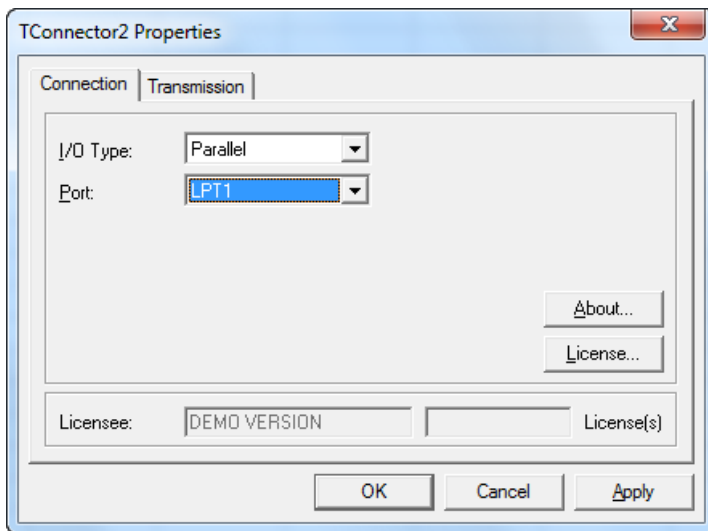 TConnector2 Properties
Connection Transmission
I/O Type: Parallel
Port: LPT1
About...
License...
Licensee: DEMO VERSION License(s)
OK Cancel Apply